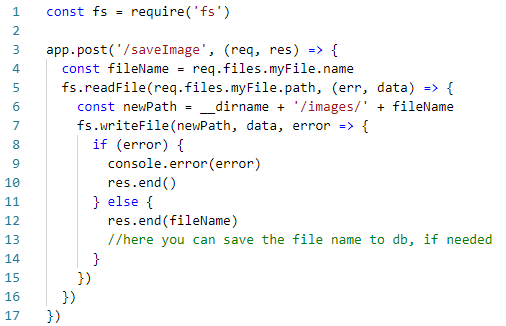 1 const fs = require('fs')
2
3 app.post('/saveImage', (req, res) => {
4   const fileName = req.files.myFile.name
5   fs.readFile(req.files.myFile.path, (err, data) => {
6     const newPath = __dirname + '/images/' + fileName
7     fs.writeFile(newPath, data, error => {
8       if (error) {
9         console.error(error)
10         res.end()
11       } else {
12         res.end(fileName)
13         //here you can save the file name to db, if needed
14       }
15     })
16   })
17 })